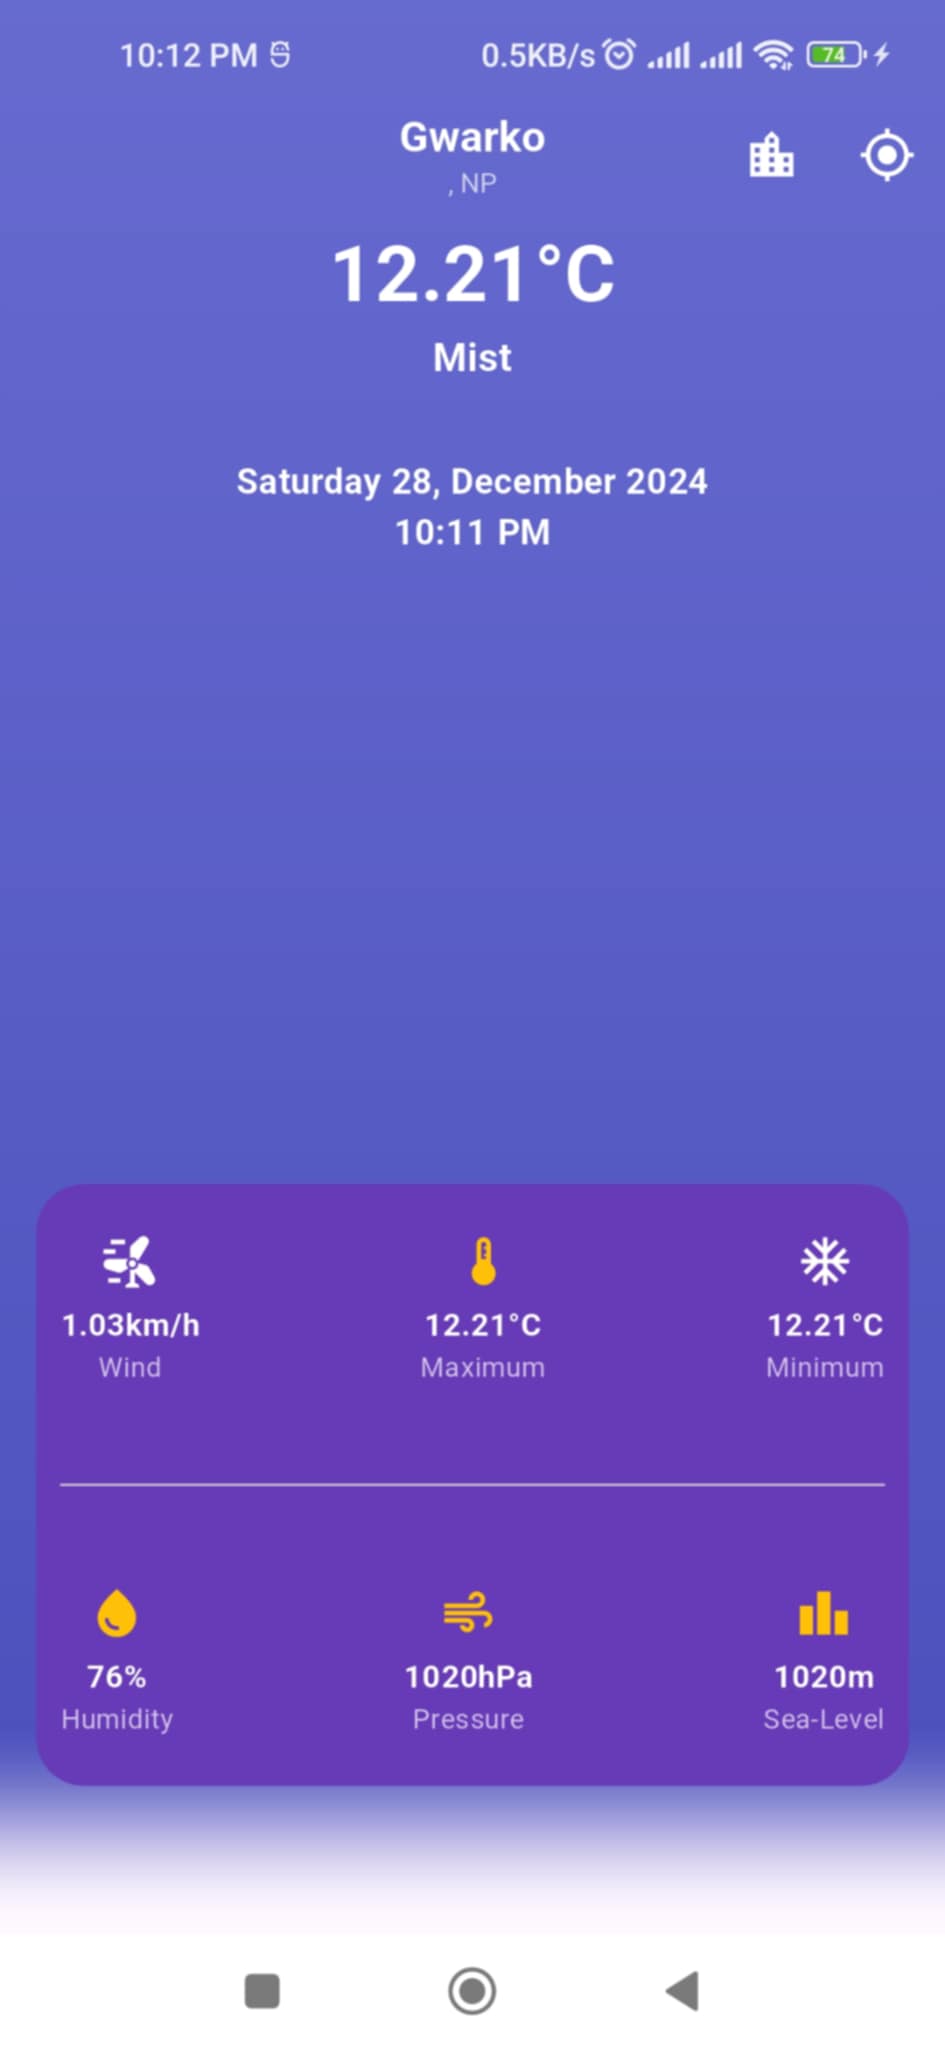 10:12 PM 0.5KB/s 74
Gwarko
, NP
12.21°C
Mist
Saturday 28, December 2024
10:11 PM
1.03km/h 12.21°C 12.21°C
Wind Maximum Minimum
76% 1020hPa 1020m
Humidity Pressure Sea-Level